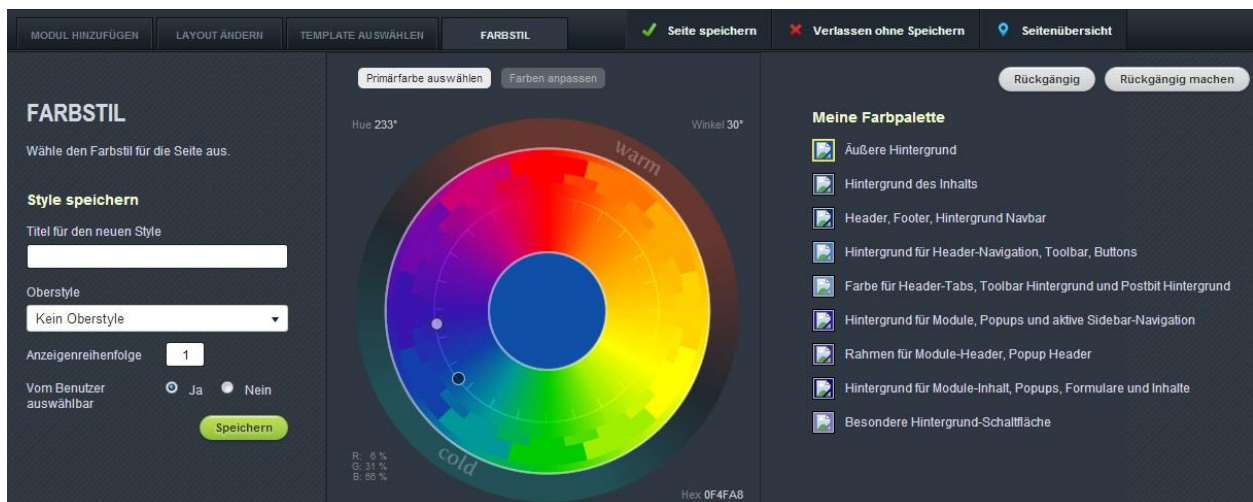 MODUL HINZUFÜGEN
LAYOUT ÄNDERN
TEMPLATE AUSWÄHLEN
FARBSTIL
Seite speichern
Verlassen ohne Speichern
Seitenübersicht
FARBSTIL
Wähle den Farbstil für die Seite aus.
Style speichern
Titel für den neuen Style
Oberstyle
Kein Oberstyle
Anzeigenreihenfolge 1
Vom Benutzer
auswählbar
Ja
Nein
Speichern
Primärfarbe auswählen
Farben anpassen
Hue 233°
Winkel 30°
warm
cold
R: 6 %
G: 31 %
B: 66 %
Hex 0F4FA8
Rückgängig
Rückgängig machen
Meine Farbpalette
Äußere Hintergrund
Hintergrund des Inhalts
Header, Footer, Hintergrund Navbar
Hintergrund für Header-Navigation, Toolbar, Buttons
Farbe für Header-Tabs, Toolbar Hintergrund und Postbit Hintergrund
Hintergrund für Module, Popups und aktive Sidebar-Navigation
Rahmen für Module-Header, Popup Header
Hintergrund für Module-Inhalt, Popups, Formulare und Inhalte
Besondere Hintergrund-Schaltfläche